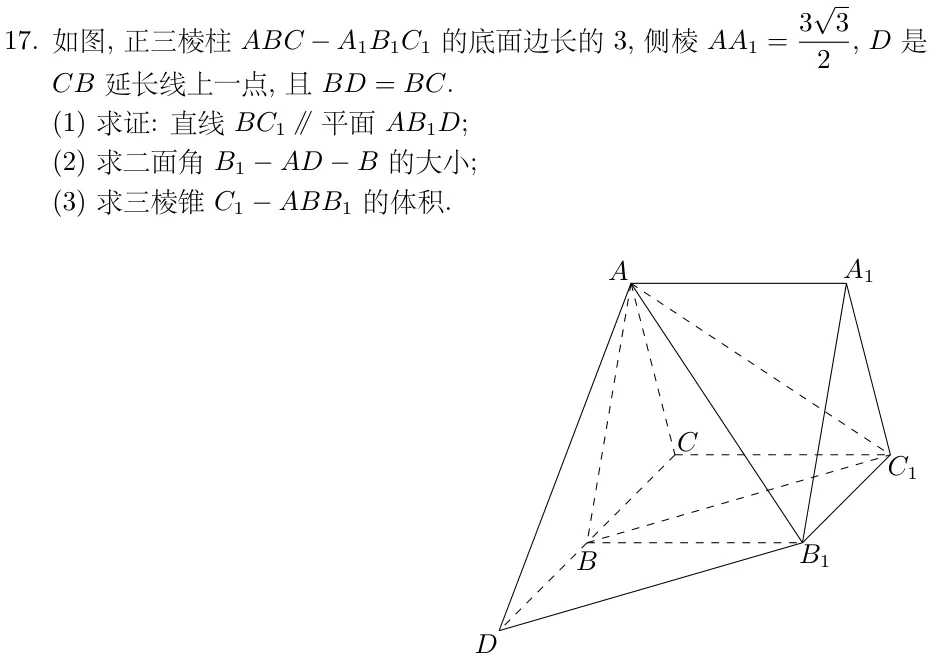 17. 如图, 正三棱柱 ABC − A₁B₁C₁ 的底面边长的 3, 侧棱 AA₁ = 3√3/2, D 是
CB 延长线上一点, 且 BD = BC.
(1) 求证: 直线 BC₁ ∥ 平面 AB₁D;
(2) 求二面角 B₁ − AD − B 的大小;
(3) 求三棱锥 C₁ − ABB₁ 的体积.
A
A₁
C
C₁
B
B₁
D